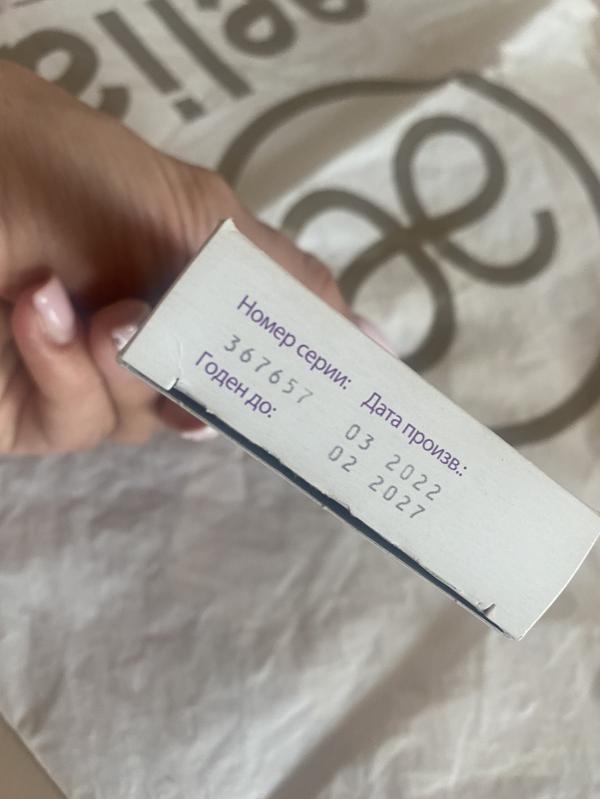 Номер серии: Дата произв.:
367657 03 2022
Годен до: 02 2027